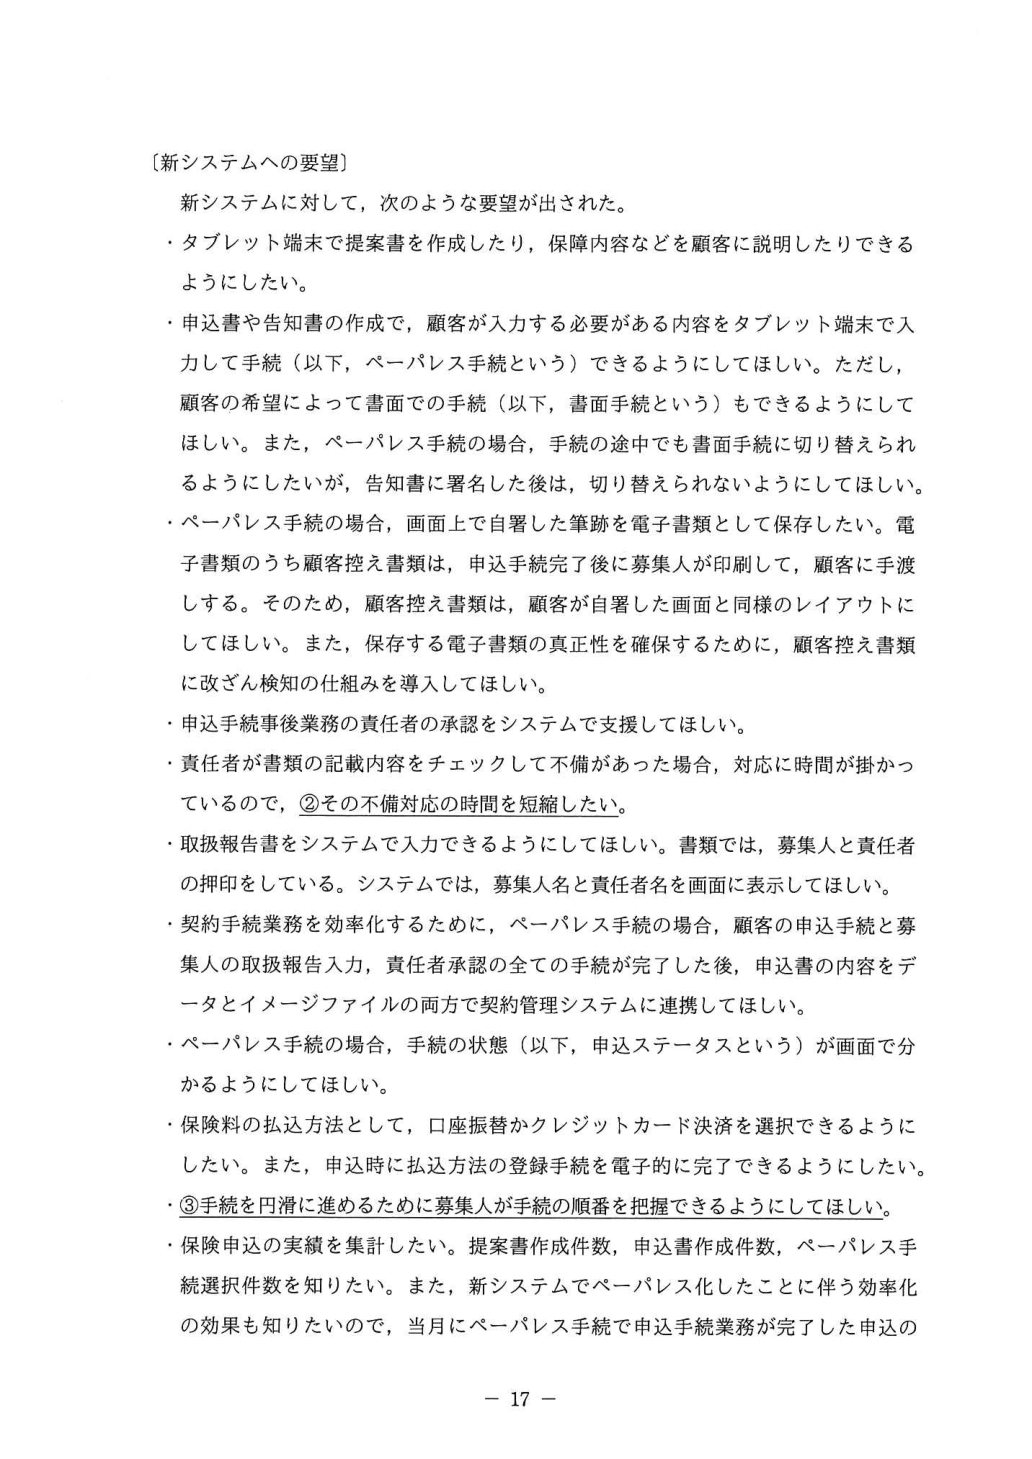 〔新システムへの要望〕
新システムに対して，次のような要望が出された。
・タブレット端末で提案書を作成したり，保障内容などを顧客に説明したりできる
ようにしたい。
・申込書や告知書の作成で，顧客が入力する必要がある内容をタブレット端末で入
力して手続（以下，ペーパレス手続という）できるようにしてほしい。ただし，
顧客の希望によって書面での手続（以下，書面手続という）もできるようにして
ほしい。また，ペーパレス手続の場合，手続の途中でも書面手続に切り替えられ
るようにしたいが，告知書に署名した後は，切り替えられないようにしてほしい。
・ペーパレス手続の場合，画面上で自署した筆跡を電子書類として保存したい。電
子書類のうち顧客控え書類は，申込手続完了後に募集人が印刷して，顧客に手渡
しする。そのため，顧客控え書類は，顧客が自署した画面と同様のレイアウトに
してほしい。また，保存する電子書類の真正性を確保するために，顧客控え書類
に改ざん検知の仕組みを導入してほしい。
・申込手続事後業務の責任者の承認をシステムで支援してほしい。
・責任者が書類の記載内容をチェックして不備があった場合，対応に時間が掛かっ
ているので，②その不備対応の時間を短縮したい。
・取扱報告書をシステムで入力できるようにしてほしい。書類では，募集人と責任者
の押印をしている。システムでは，募集人名と責任者名を画面に表示してほしい。
・契約手続業務を効率化するために，ペーパレス手続の場合，顧客の申込手続と募
集人の取扱報告入力，責任者承認の全ての手続が完了した後，申込書の内容をデ
ータとイメージファイルの両方で契約管理システムに連携してほしい。
・ペーパレス手続の場合，手続の状態（以下，申込ステータスという）が画面で分
かるようにしてほしい。
・保険料の払込方法として，口座振替かクレジットカード決済を選択できるように
したい。また，申込時に払込方法の登録手続を電子的に完了できるようにしたい。
・③手続を円滑に進めるために募集人が手続の順番を把握できるようにしてほしい。
・保険申込の実績を集計したい。提案書作成件数，申込書作成件数，ペーパレス手
続選択件数を知りたい。また，新システムでペーパレス化したことに伴う効率化
の効果も知りたいので，当月にペーパレス手続で申込手続業務が完了した申込の
－ 17 －